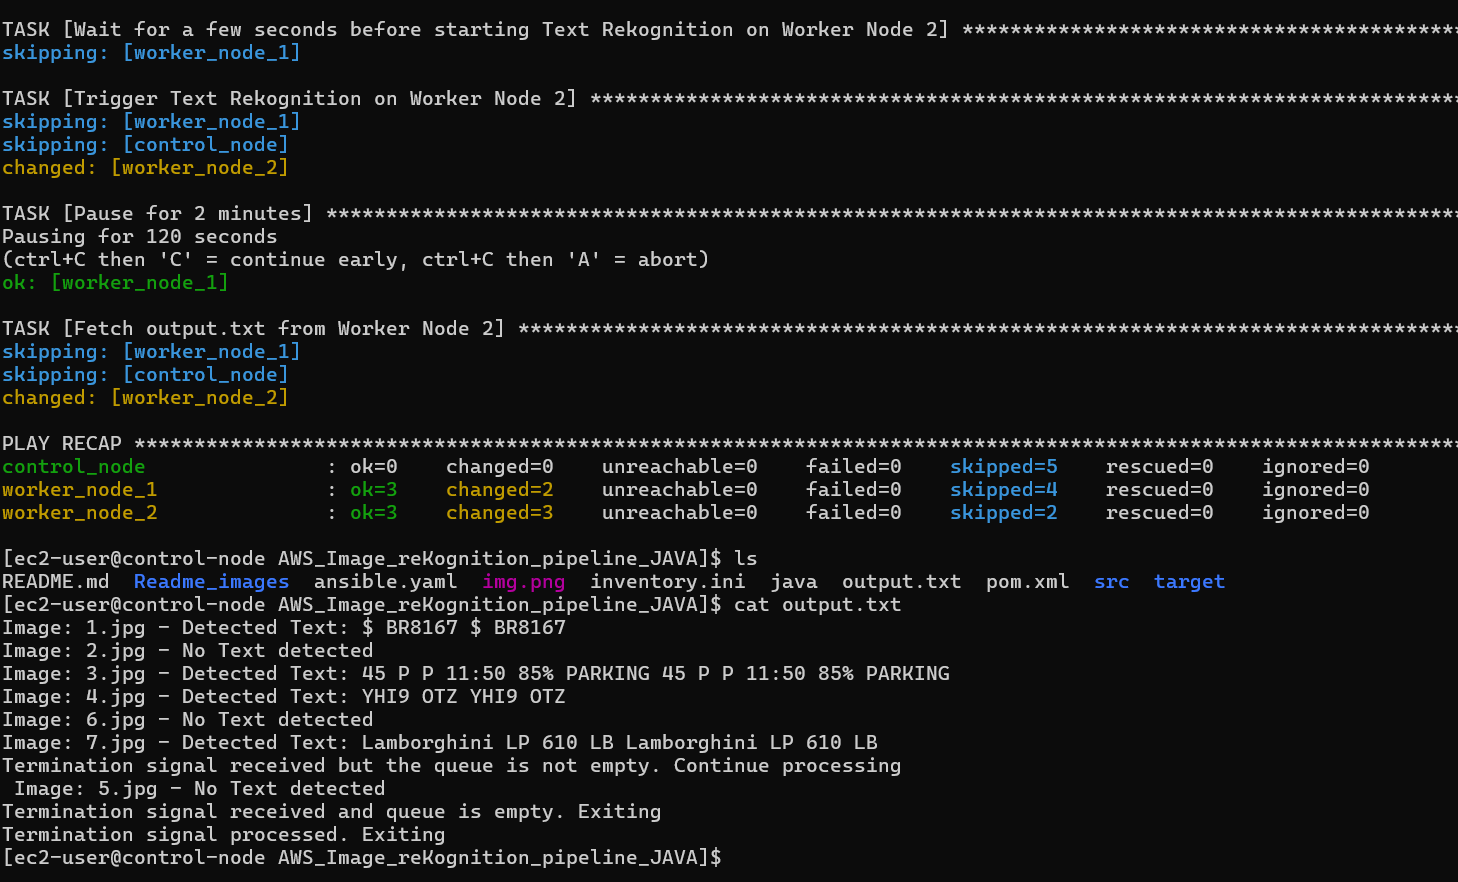 TASK [Wait for a few seconds before starting Text Rekognition on Worker Node 2] ******************************************
skipping: [worker_node_1]
TASK [Trigger Text Rekognition on Worker Node 2] *************************************************************************
skipping: [worker_node_1]
skipping: [control_node]
changed: [worker_node_2]
TASK [Pause for 2 minutes] ***********************************************************************************************
Pausing for 120 seconds
(ctrl+C then 'C' = continue early, ctrl+C then 'A' = abort)
ok: [worker_node_1]
TASK [Fetch output.txt from Worker Node 2] *******************************************************************************
skipping: [worker_node_1]
skipping: [control_node]
changed: [worker_node_2]
PLAY RECAP ***************************************************************************************************************
control_node               : ok=0    changed=0    unreachable=0    failed=0    skipped=5    rescued=0    ignored=0
worker_node_1              : ok=3    changed=2    unreachable=0    failed=0    skipped=4    rescued=0    ignored=0
worker_node_2              : ok=3    changed=3    unreachable=0    failed=0    skipped=2    rescued=0    ignored=0
[ec2-user@control-node AWS_Image_reKognition_pipeline_JAVA]$ ls
README.md  Readme_images  ansible.yaml  img.png  inventory.ini  java  output.txt  pom.xml  src  target
[ec2-user@control-node AWS_Image_reKognition_pipeline_JAVA]$ cat output.txt
Image: 1.jpg - Detected Text: $ BR8167 $ BR8167
Image: 2.jpg - No Text detected
Image: 3.jpg - Detected Text: 45 P P 11:50 85% PARKING 45 P P 11:50 85% PARKING
Image: 4.jpg - Detected Text: YHI9 OTZ YHI9 OTZ
Image: 6.jpg - No Text detected
Image: 7.jpg - Detected Text: Lamborghini LP 610 LB Lamborghini LP 610 LB
Termination signal received but the queue is not empty. Continue processing
 Image: 5.jpg - No Text detected
Termination signal received and queue is empty. Exiting
Termination signal processed. Exiting
[ec2-user@control-node AWS_Image_reKognition_pipeline_JAVA]$